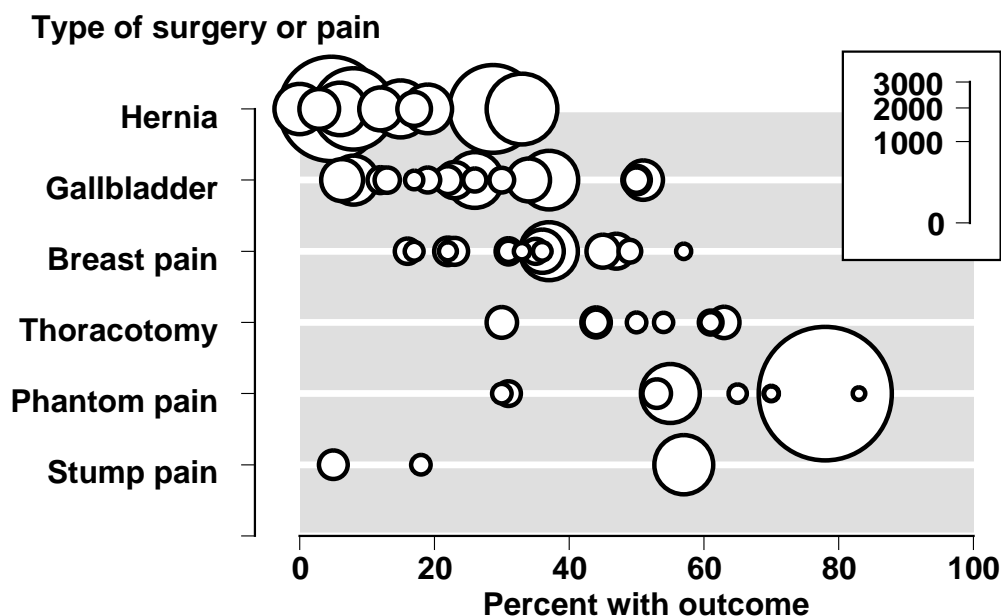 Type of surgery or pain
3000
2000
1000
0
Hernia
Gallbladder
Breast pain
Thoracotomy
Phantom pain
Stump pain
0 20 40 60 80 100
Percent with outcome